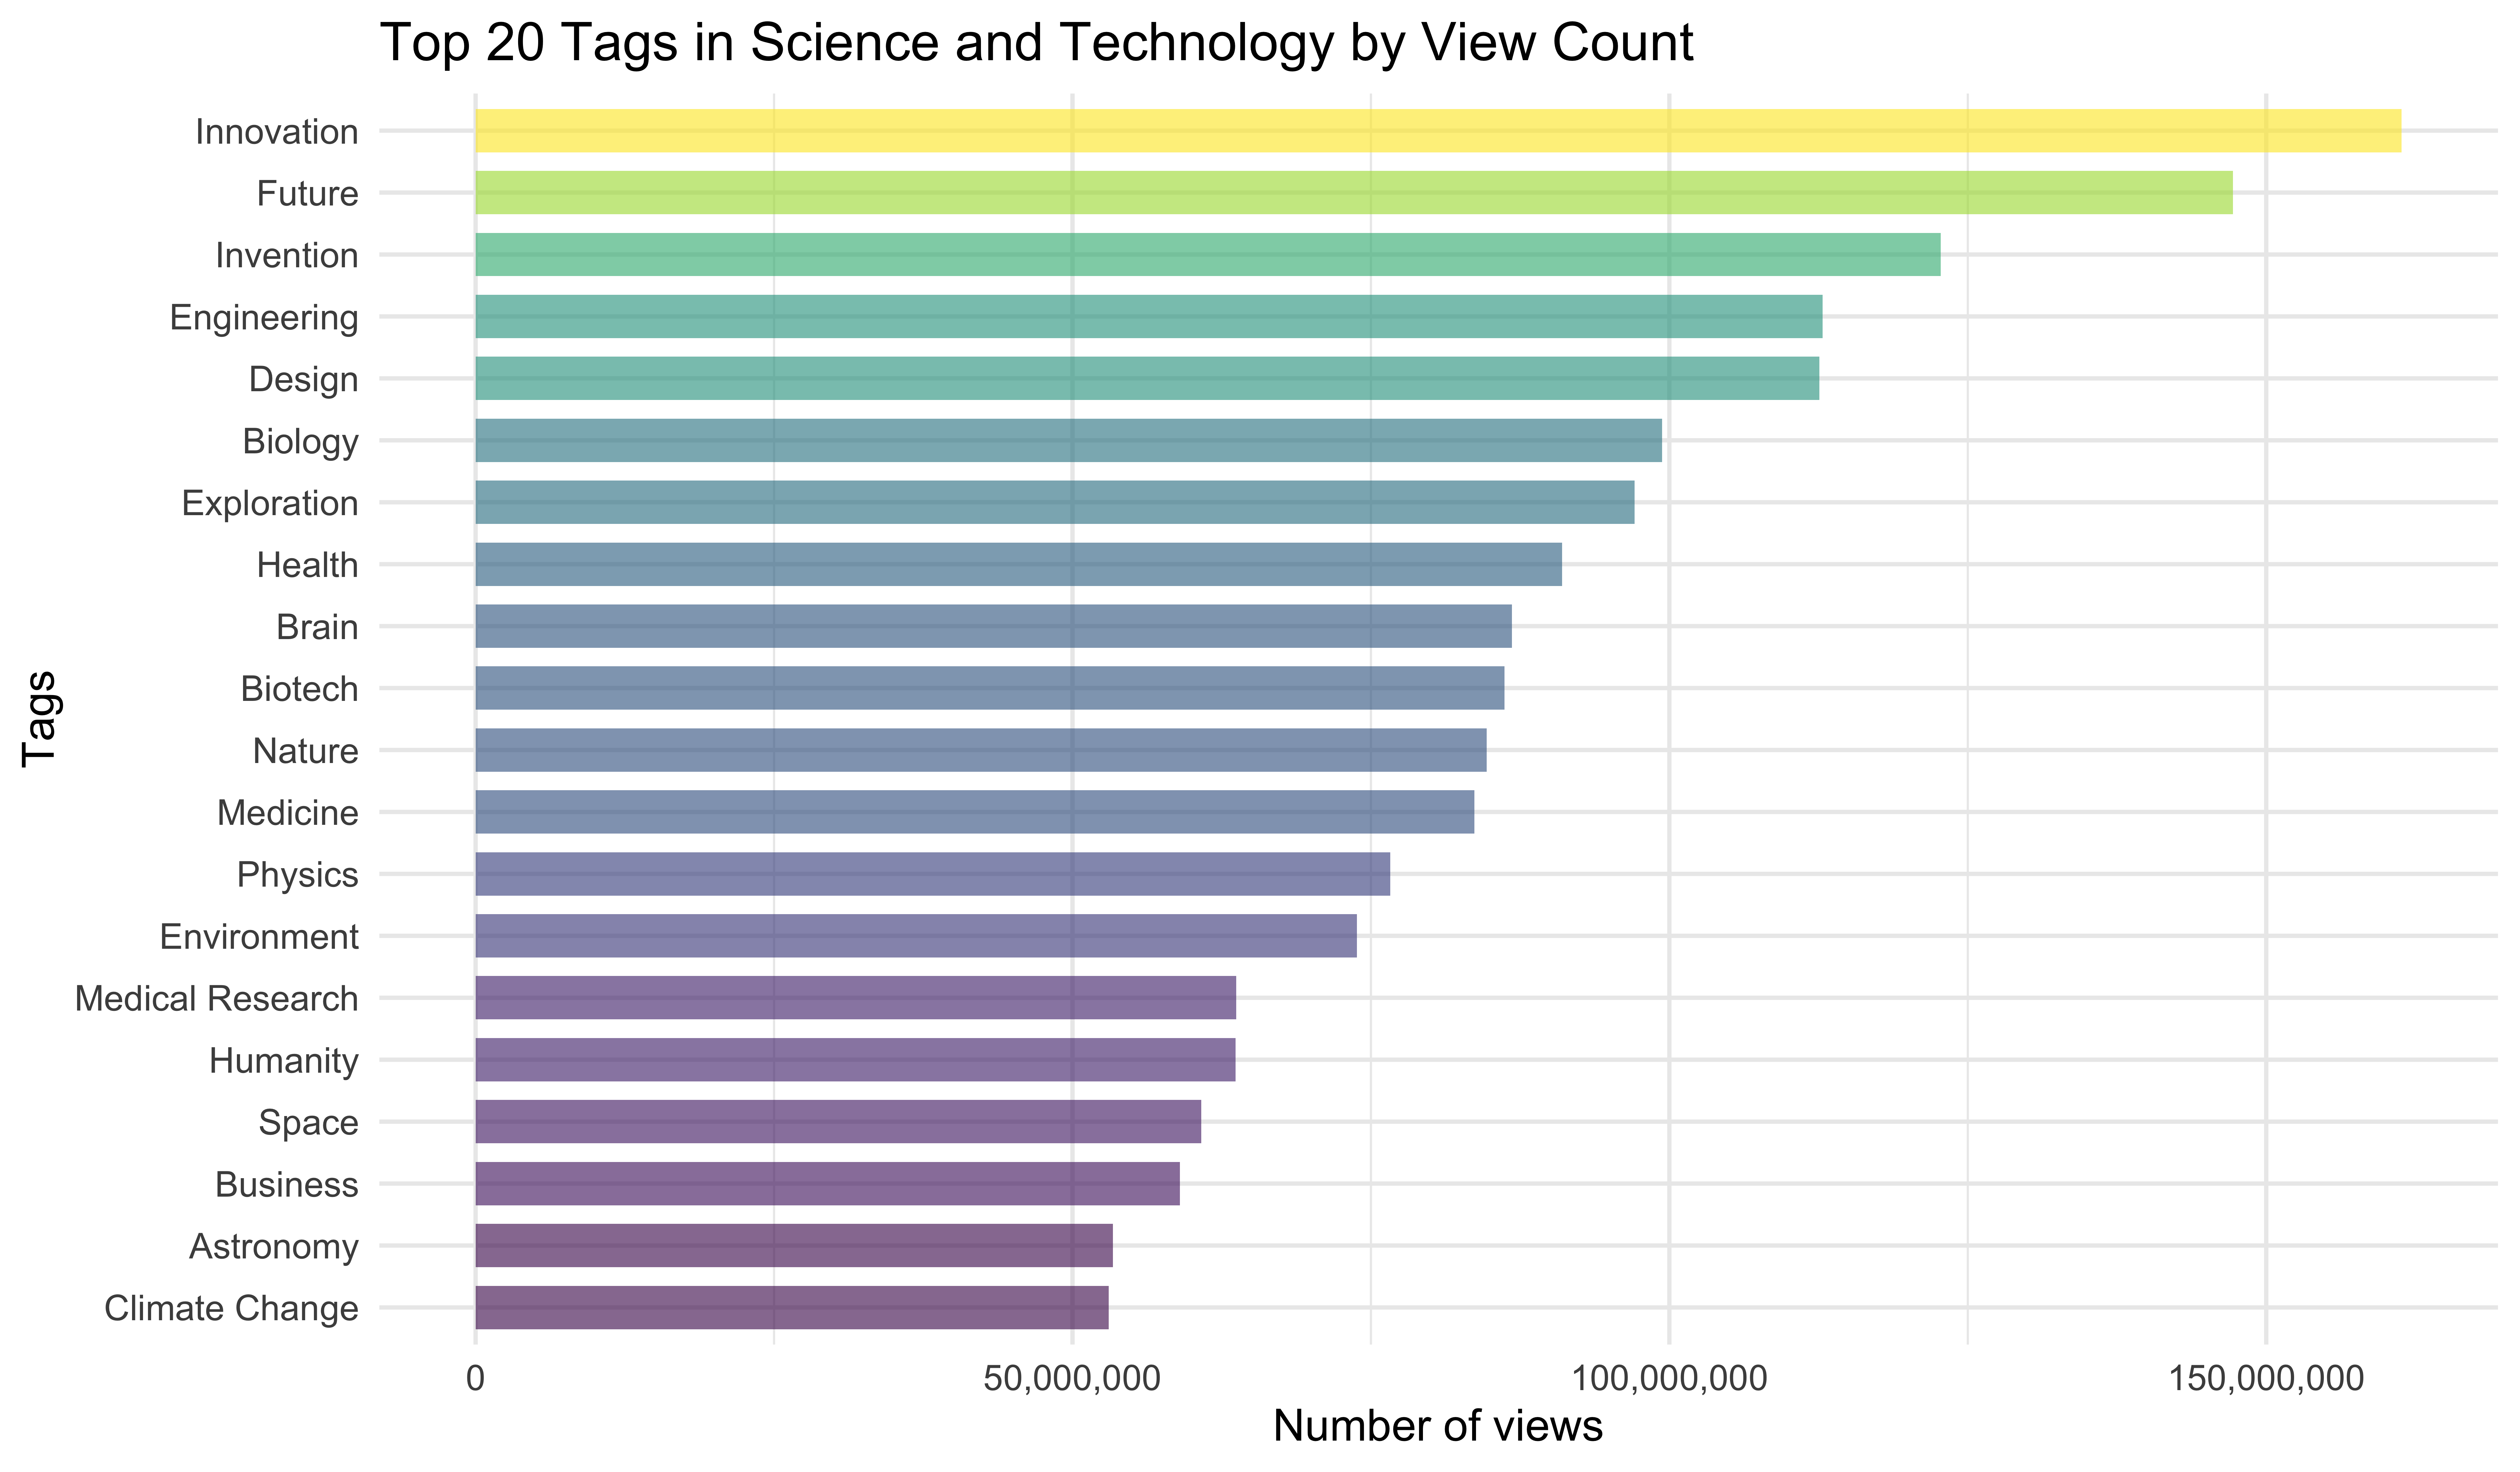 Top 20 Tags in Science and Technology by View Count
Innovation
Future
Invention
Engineering
Design
Biology
Exploration
Health
Brain
Biotech
Nature
Medicine
Physics
Environment
Medical Research
Humanity
Space
Business
Astronomy
Climate Change
Tags
0
50,000,000
100,000,000
150,000,000
Number of views